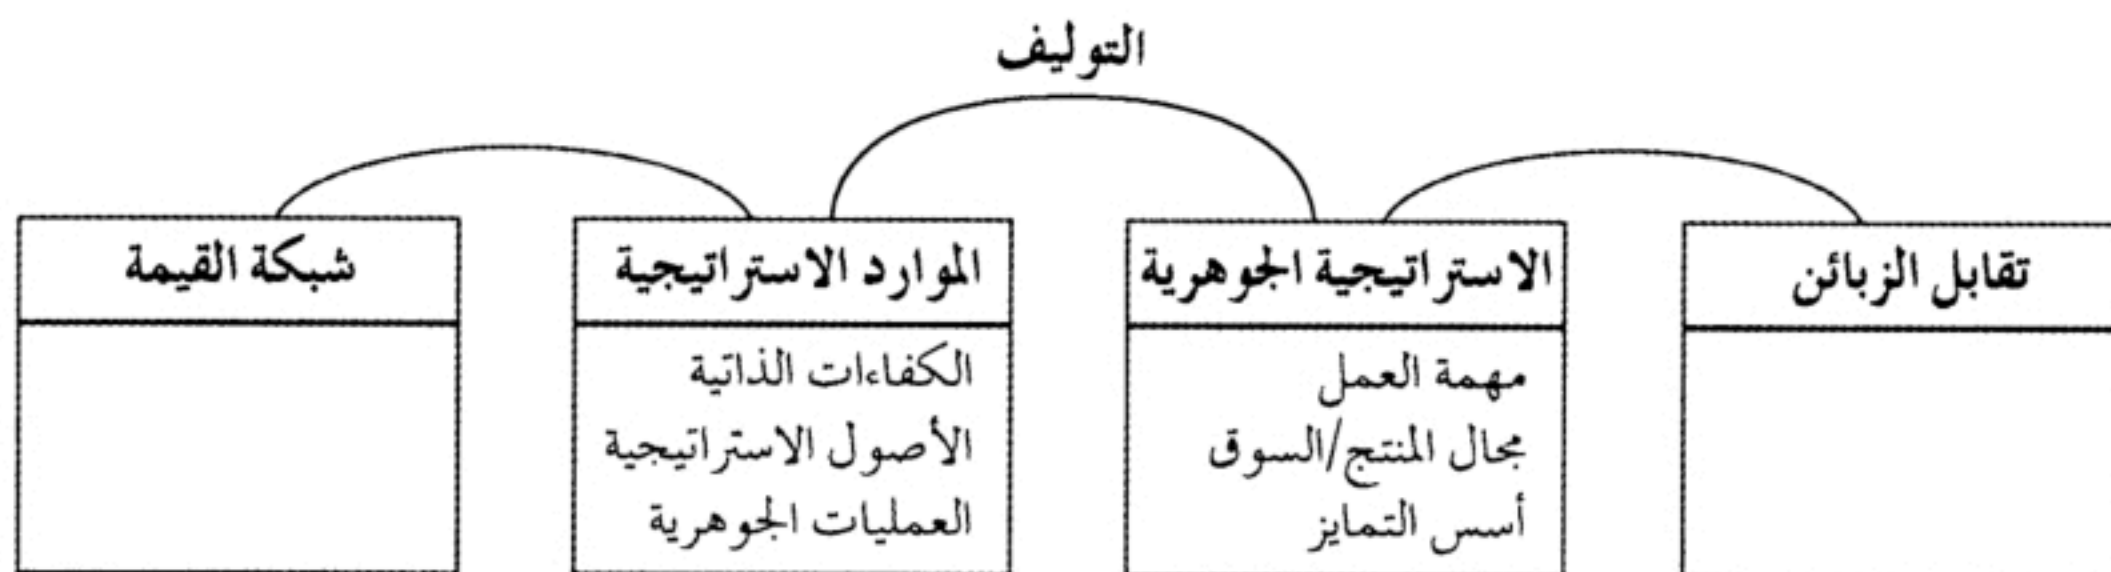 التوليف
تقابل الزبائن
الاستراتيجية الجوهرية
مهمة العمل
مجال المنتج/السوق
أسس التمايز
الموارد الاستراتيجية
الكفاءات الذاتية
الأصول الاستراتيجية
العمليات الجوهرية
شبكة القيمة